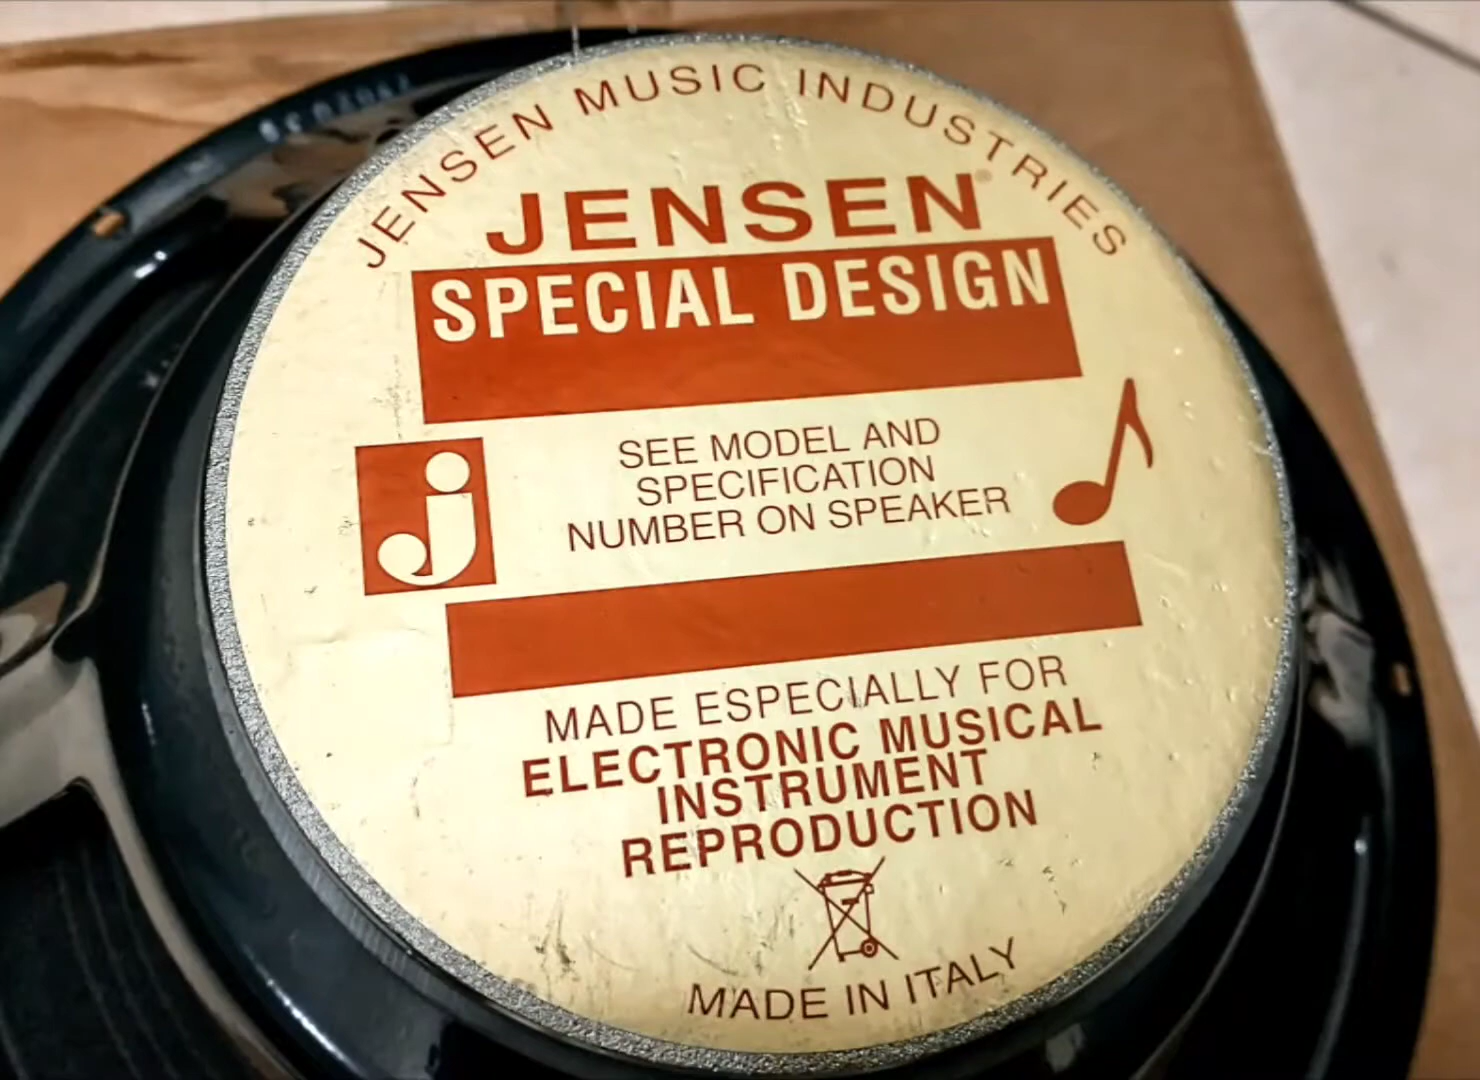 JENSEN MUSIC INDUSTRIES
JENSEN®
SPECIAL DESIGN
j
SEE MODEL AND
SPECIFICATION
NUMBER ON SPEAKER
MADE ESPECIALLY FOR
ELECTRONIC MUSICAL
INSTRUMENT
REPRODUCTION
MADE IN ITALY